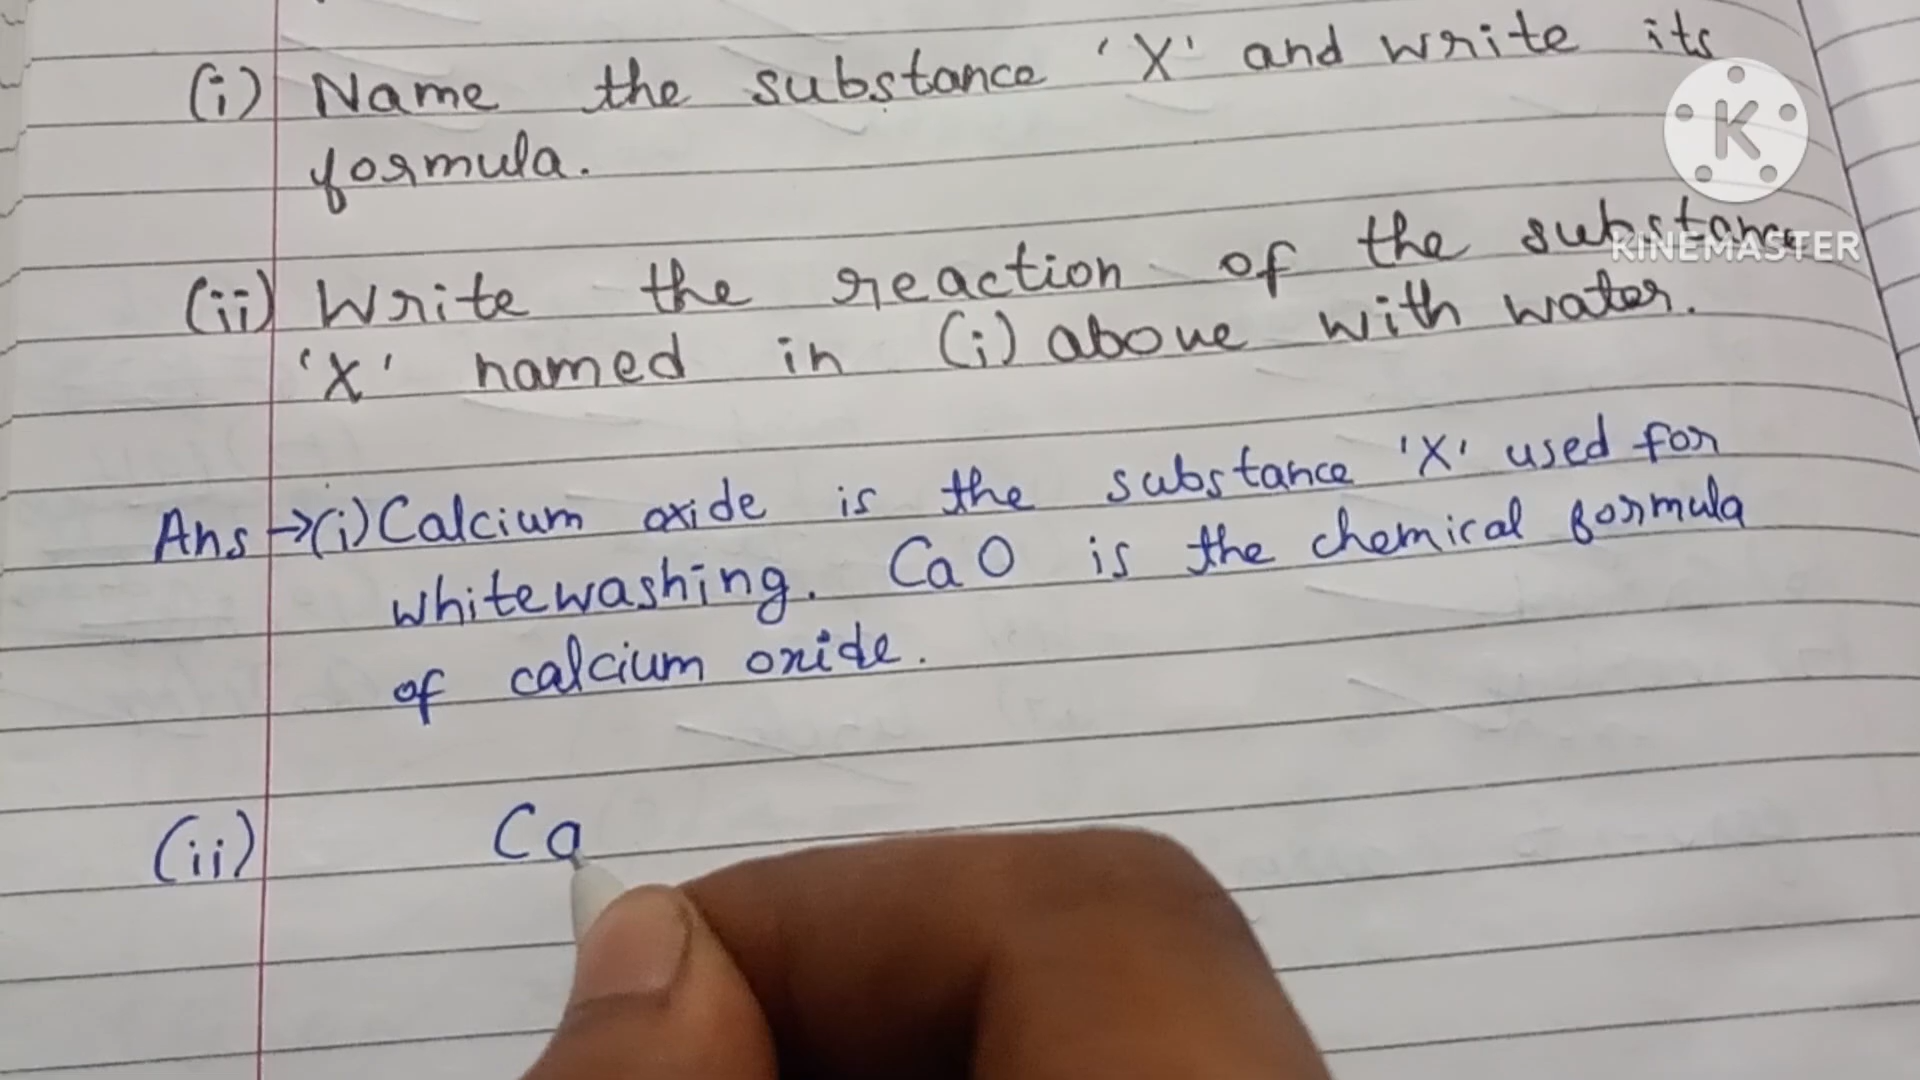 (i) Name the substance 'X' and write its
formula.
K
KINEMASTER
(ii) Write the reaction of the substance
'X' named in (i) above with water.
Ans →(i) Calcium oxide is the substance 'X' used for
whitewashing. CaO is the chemical formula
of calcium oxide.
(ii) Ca